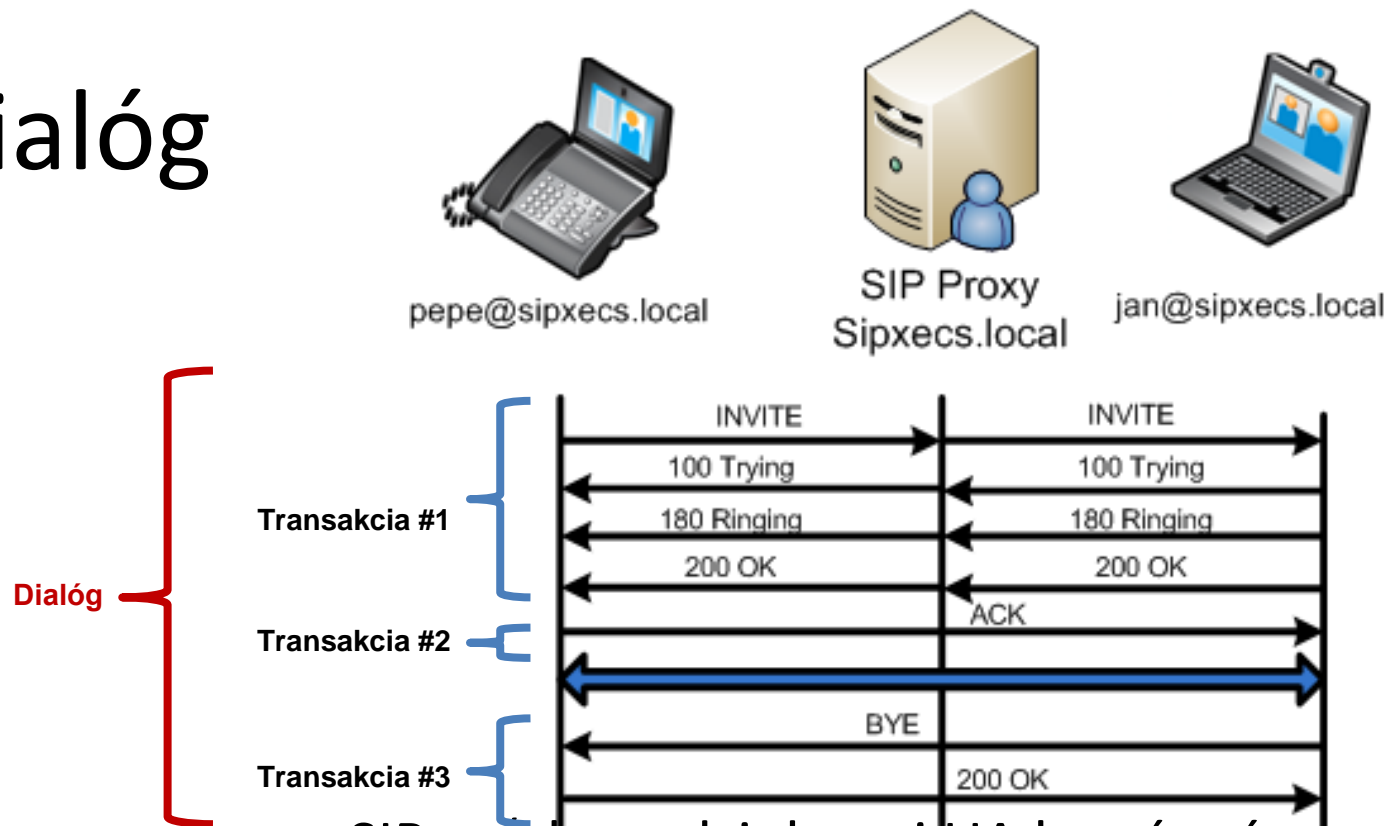 ialóg
pepe@sipxecs.local
SIP Proxy
Sipxecs.local
jan@sipxecs.local
INVITE
INVITE
100 Trying
100 Trying
Transakcia #1
180 Ringing
180 Ringing
200 OK
200 OK
Dialóg
ACK
Transakcia #2
BYE
Transakcia #3
200 OK
SIP